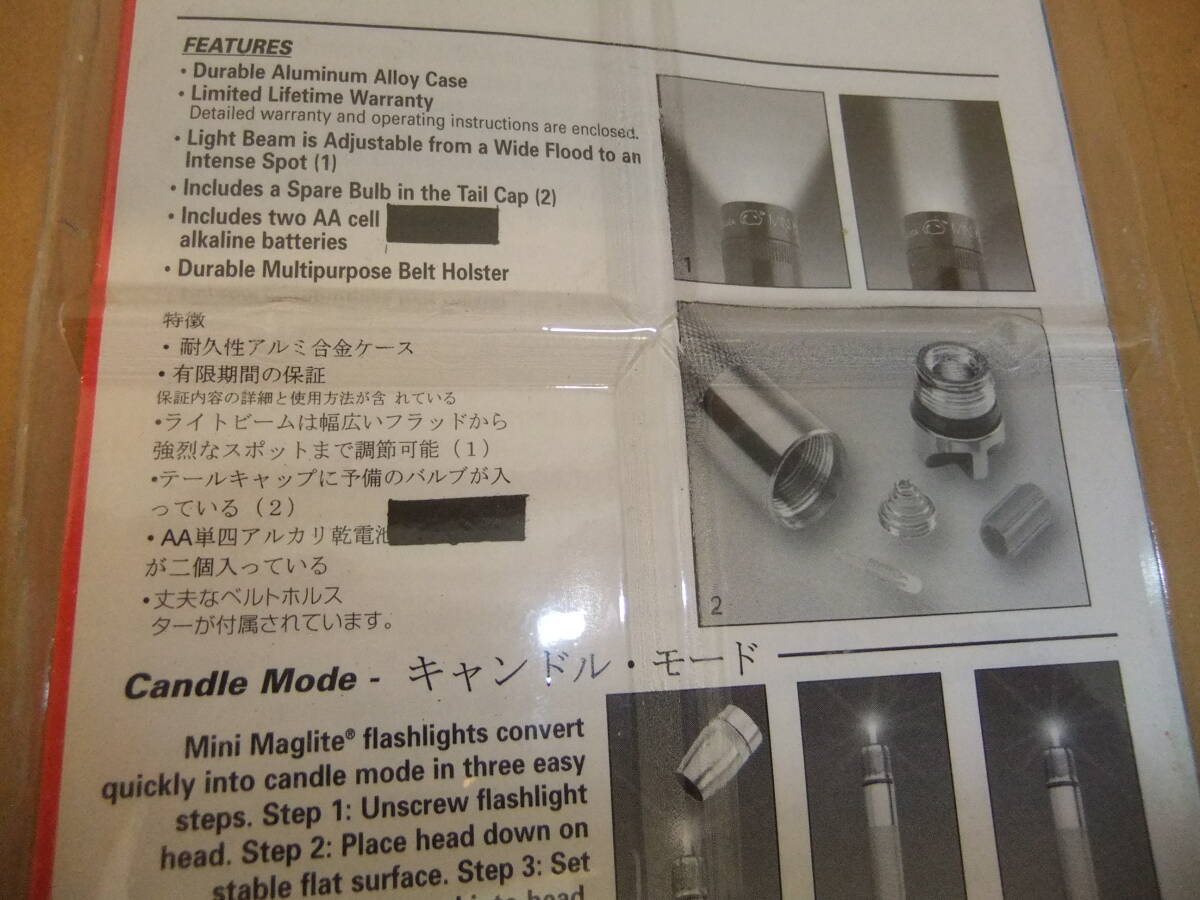 FEATURES
• Durable Aluminum Alloy Case
• Limited Lifetime Warranty
Detailed warranty and operating instructions are enclosed.
• Light Beam is Adjustable from a Wide Flood to an
Intense Spot (1)
• Includes a Spare Bulb in the Tail Cap (2)
• Includes two AA cell
alkaline batteries
• Durable Multipurpose Belt Holster
特徴
• 耐久性アルミ合金ケース
• 有限期間の保証
保証内容の詳細と使用方法が含 れている
•ライトビームは幅広いフラッドから
強烈なスポットまで調節可能（１）
•テールキャップに予備のバルブが入
っている（２）
• AA単四アルカリ乾電池
が二個入っている
•丈夫なベルトホルス
ターが付属されています。
1
2
Candle Mode - キャンドル・モード
Mini Maglite® flashlights convert
quickly into candle mode in three easy
steps. Step 1: Unscrew flashlight
head. Step 2: Place head down on
stable flat surface. Step 3: Set
into head